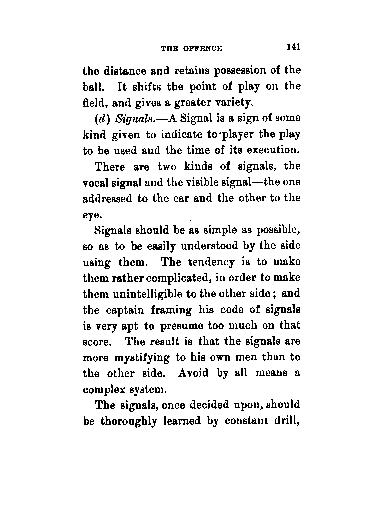 THE OFFENCE 141
the distance and retains possession of the
ball. It shifts the point of play on the
field, and gives a greater variety.
(d) Signals.—A Signal is a sign of some
kind given to indicate to player the play
to be used and the time of its execution.
There are two kinds of signals, the
vocal signal and the visible signal—the one
addressed to the ear and the other to the
eye.
Signals should be as simple as possible,
so as to be easily understood by the side
using them. The tendency is to make
them rather complicated, in order to make
them unintelligible to the other side; and
the captain framing his code of signals
is very apt to presume too much on that
score. The result is that the signals are
more mystifying to his own men than to
the other side. Avoid by all means a
complex system.
The signals, once decided upon, should
be thoroughly learned by constant drill,